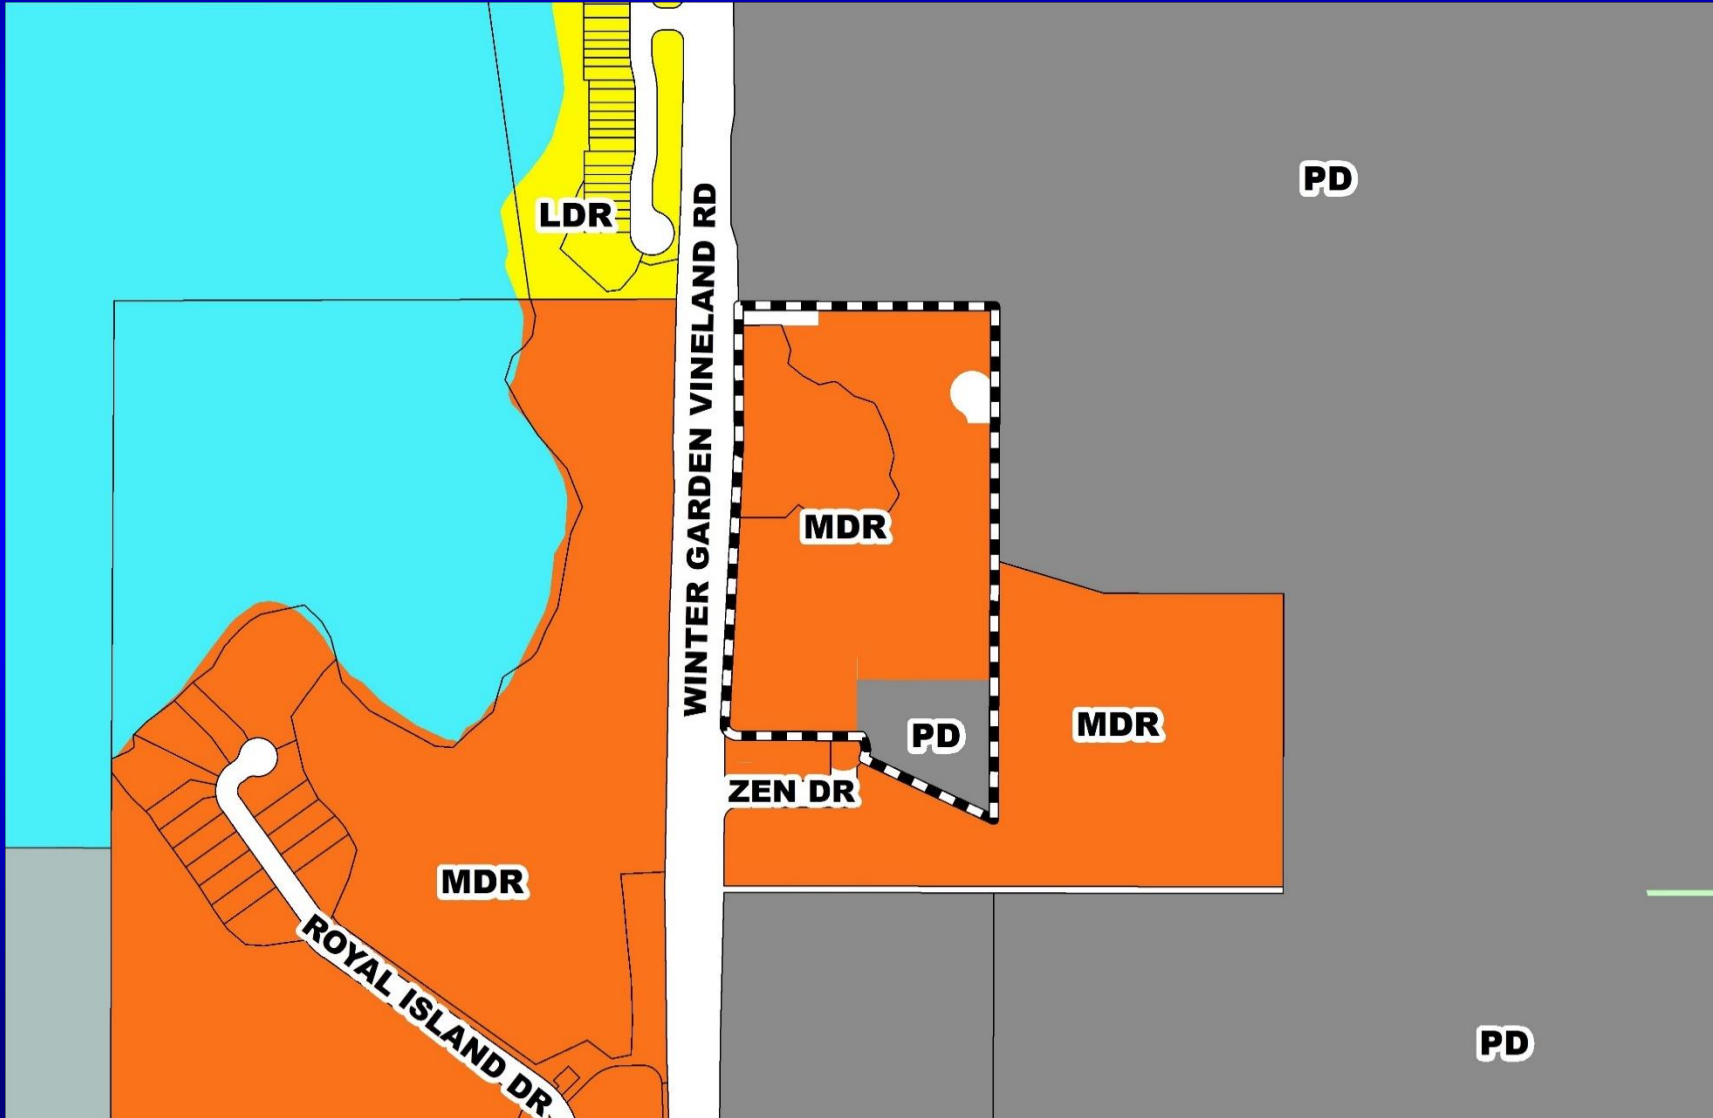 PD
LDR
WINTER GARDEN VINELAND RD
MDR
PD
MDR
ZEN DR
MDR
ROYAL ISLAND DR
PD